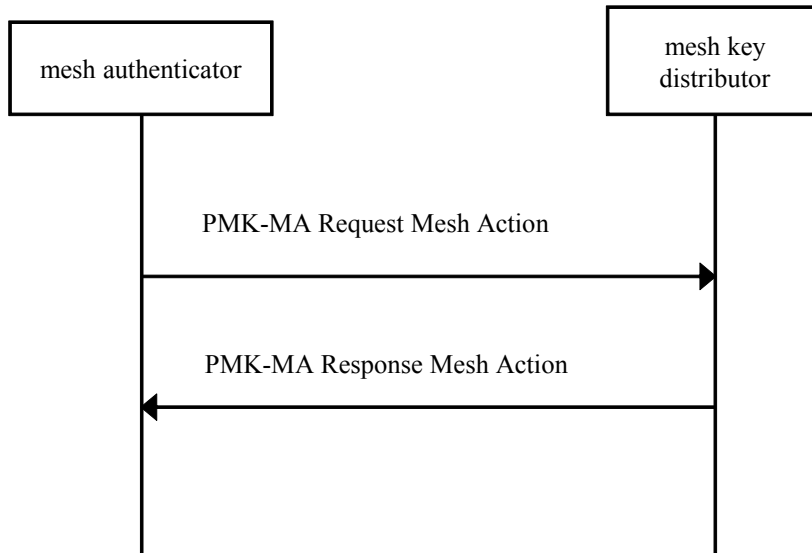 mesh authenticator
mesh key
distributor
PMK-MA Request Mesh Action
PMK-MA Response Mesh Action